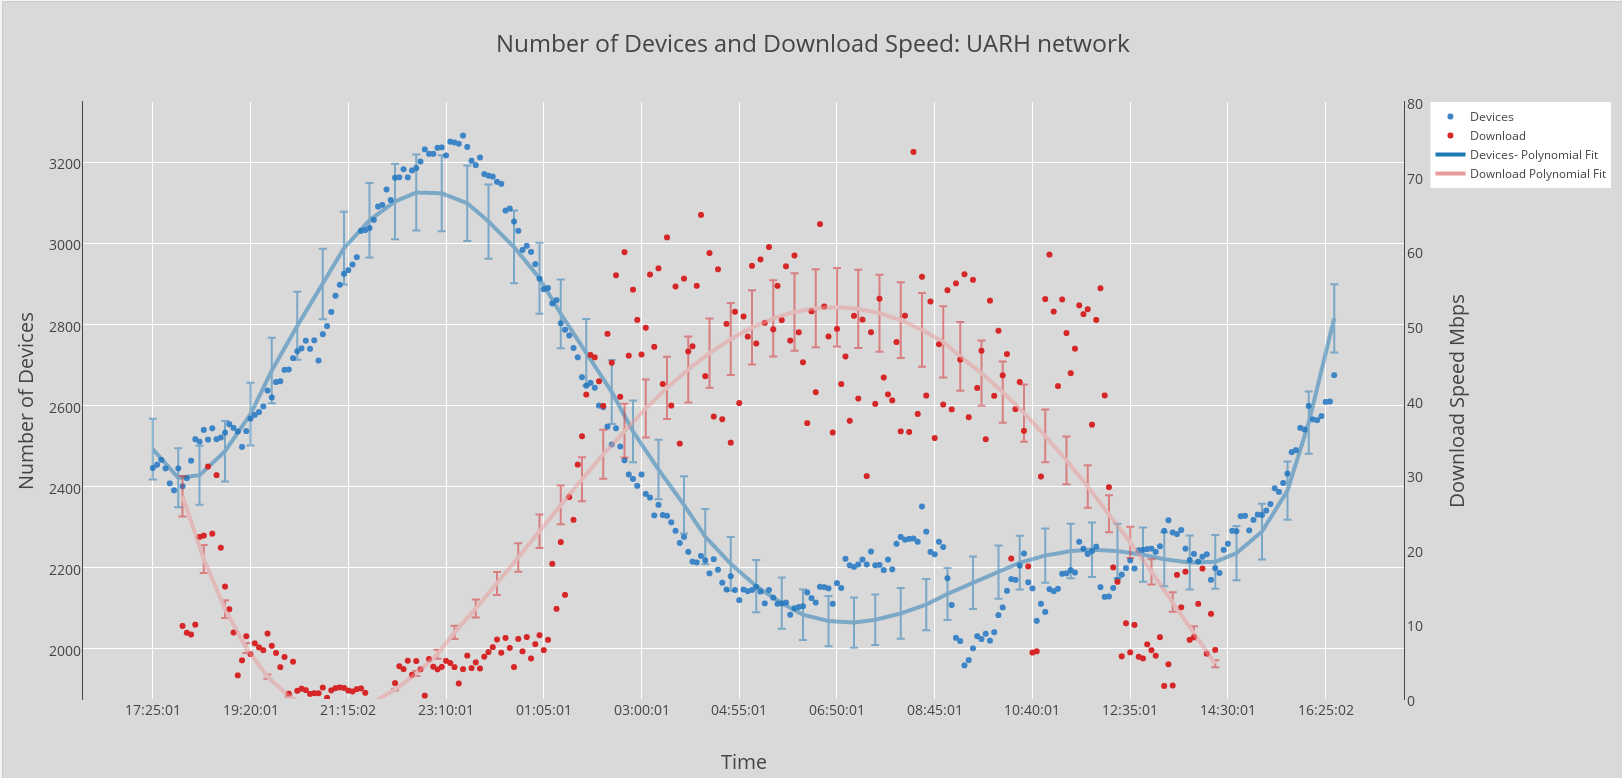 Number of Devices and Download Speed: UARH network
Devices
Download
Devices- Polynomial Fit
Download Polynomial Fit
Number of Devices
3200
3000
2800
2600
2400
2200
2000
80
70
60
50
40
30
20
10
0
Download Speed Mbps
17:25:01 19:20:01 21:15:02 23:10:01 01:05:01 03:00:01 04:55:01 06:50:01 08:45:01 10:40:01 12:35:01 14:30:01 16:25:02
Time